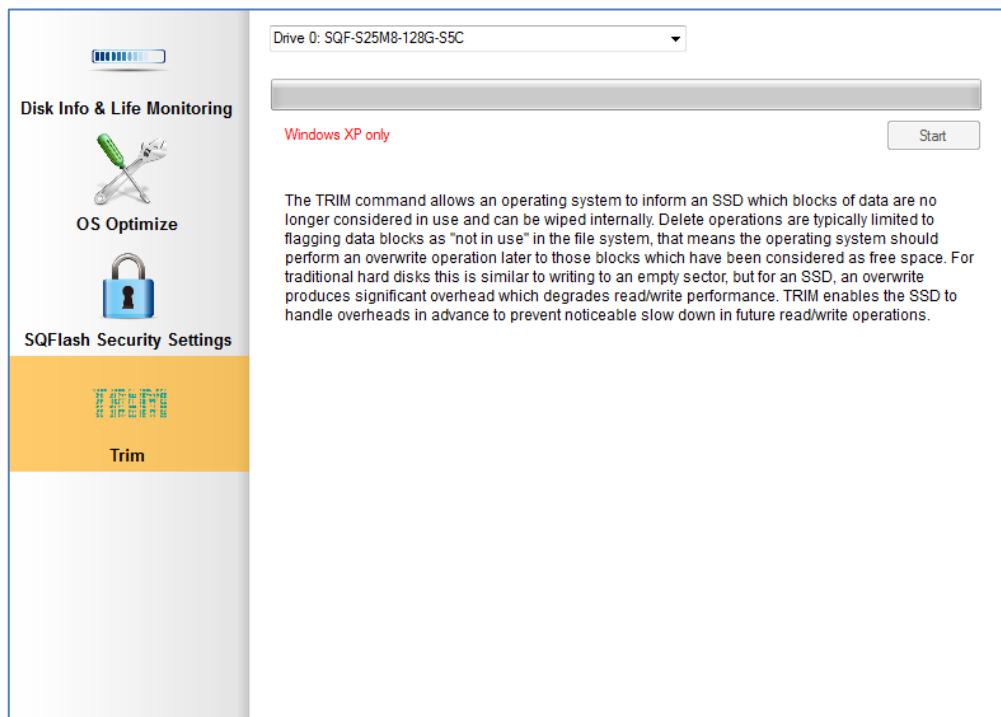 Drive 0: SQF-S25M8-128G-S5C
Disk Info & Life Monitoring
Windows XP only
Start
OS Optimize
The TRIM command allows an operating system to inform an SSD which blocks of data are no
longer considered in use and can be wiped internally. Delete operations are typically limited to
flagging data blocks as "not in use" in the file system, that means the operating system should
perform an overwrite operation later to those blocks which have been considered as free space. For
traditional hard disks this is similar to writing to an empty sector, but for an SSD, an overwrite
produces significant overhead which degrades read/write performance. TRIM enables the SSD to
handle overheads in advance to prevent noticeable slow down in future read/write operations.
SQFlash Security Settings
TRIM
Trim